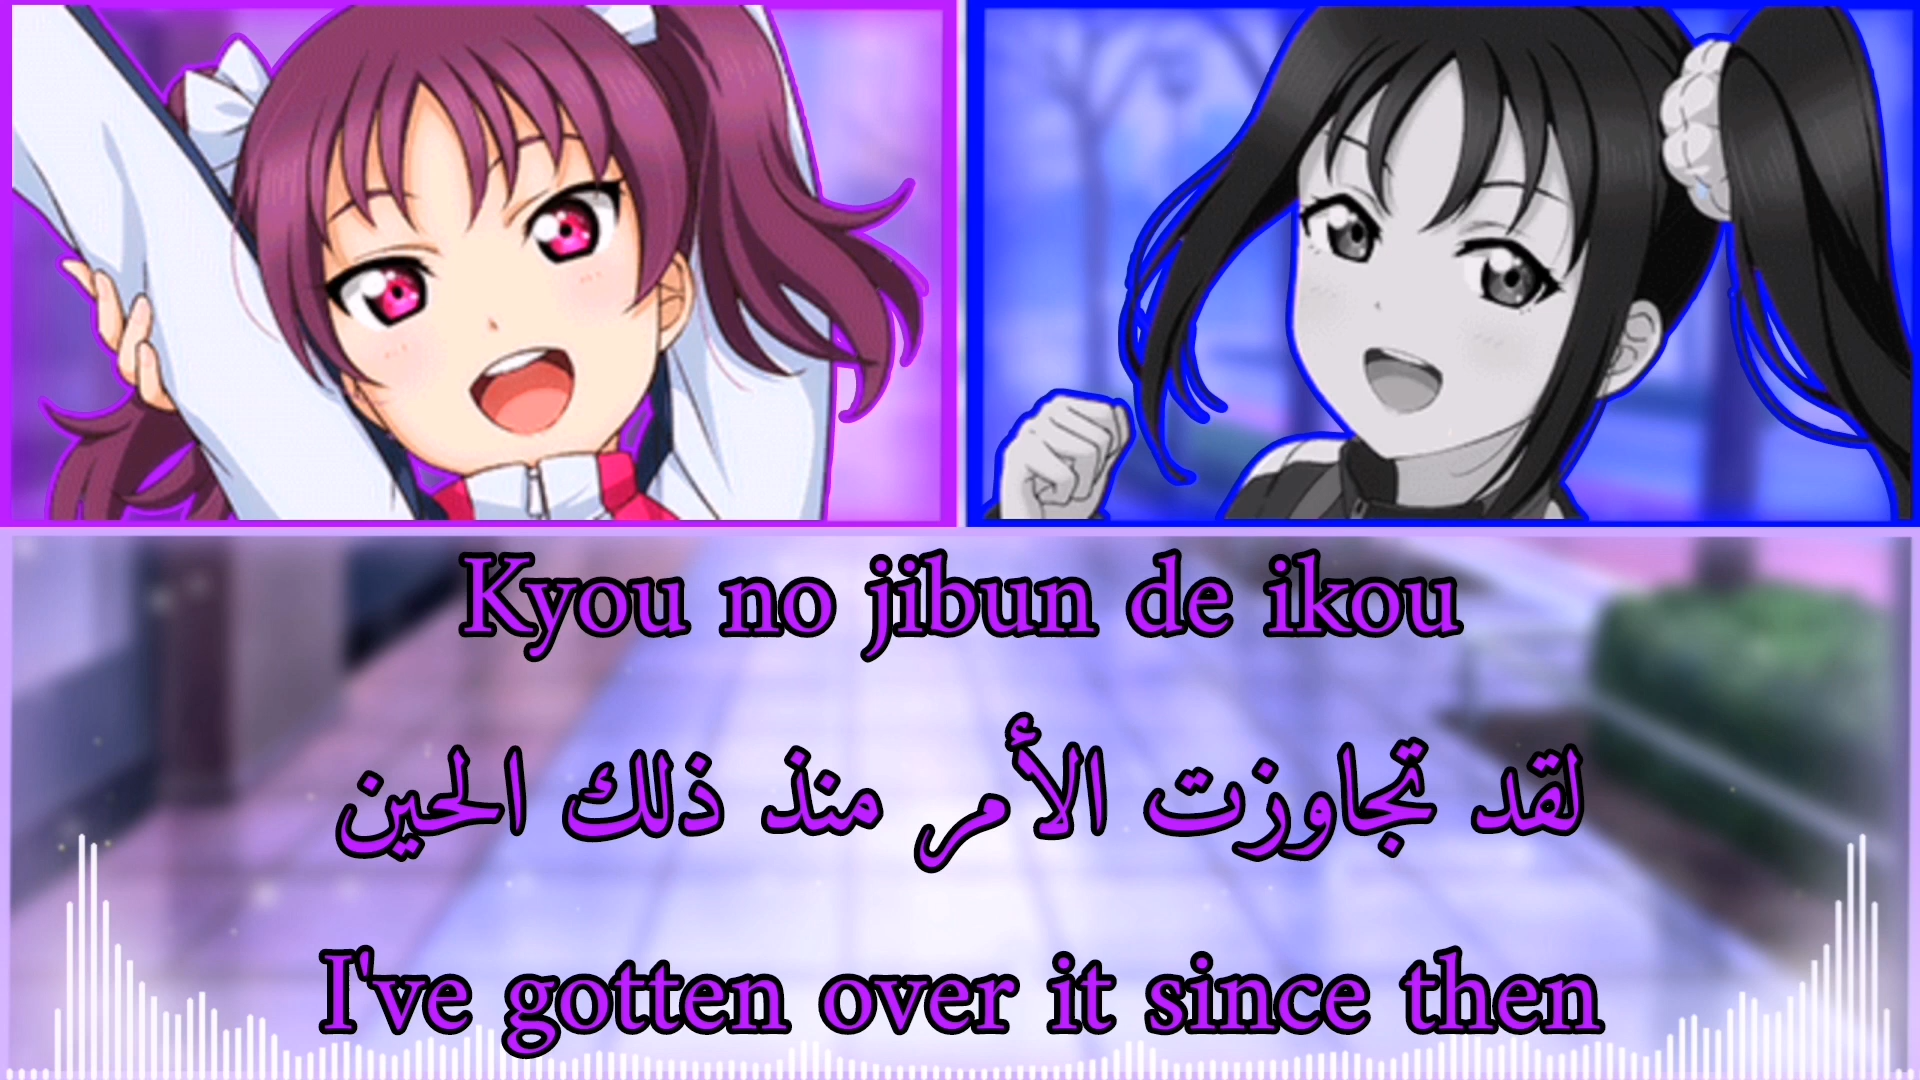 Kyou no jibun de ikou
لقد تجاوزت الأمر منذ ذلك الحين
I've gotten over it since then